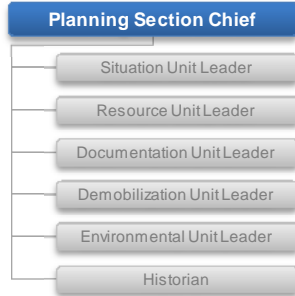 Planning Section Chief
Situation Unit Leader
Resource Unit Leader
Documentation Unit Leader
Demobilization Unit Leader
Environmental Unit Leader
Historian